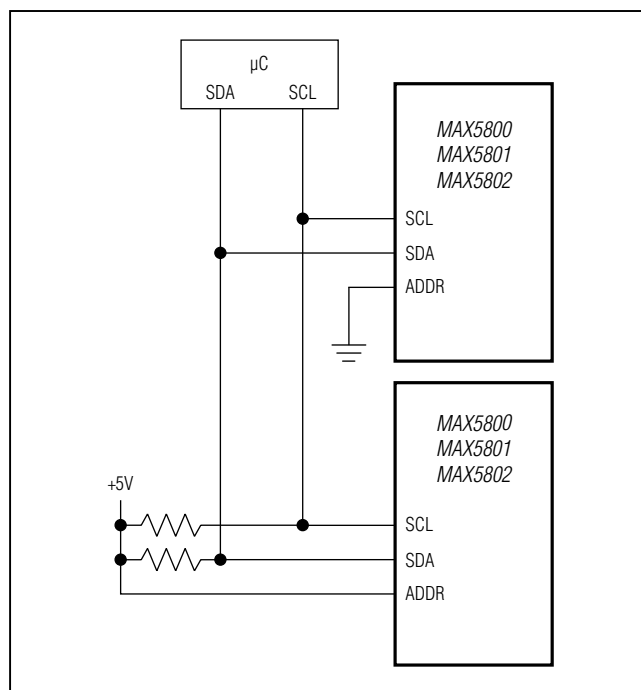 µC
SDA SCL
MAX5800
MAX5801
MAX5802
SCL
SDA
ADDR
MAX5800
MAX5801
MAX5802
+5V
SCL
SDA
ADDR